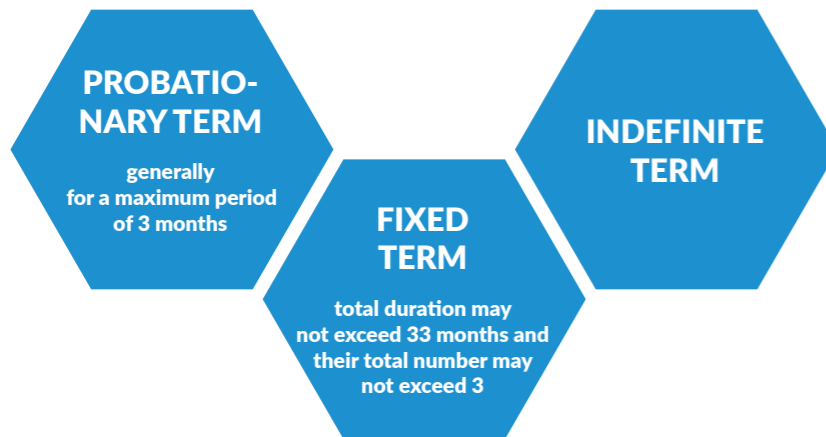 PROBATIO-
NARY TERM
generally
for a maximum period
of 3 months
FIXED
TERM
total duration may
not exceed 33 months and
their total number may
not exceed 3
INDEFINITE
TERM